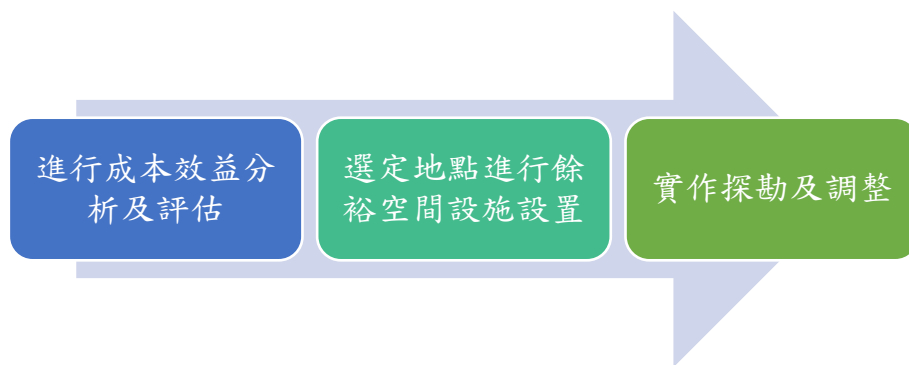 進行成本效益分
析及評估
選定地點進行餘
裕空間設施設置
實作探勘及調整